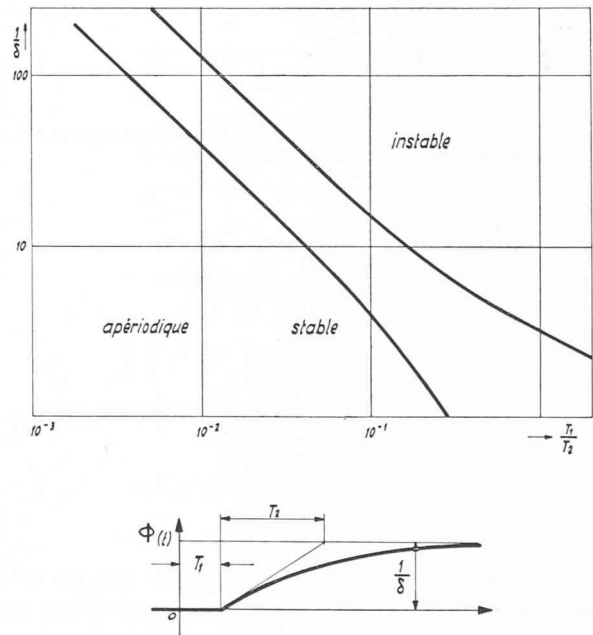 1/δ
100
instable
10
apériodique stable
10⁻³ 10⁻² 10⁻¹ T₁/T₂
Φ(t)
T₂
T₁
1/δ
0